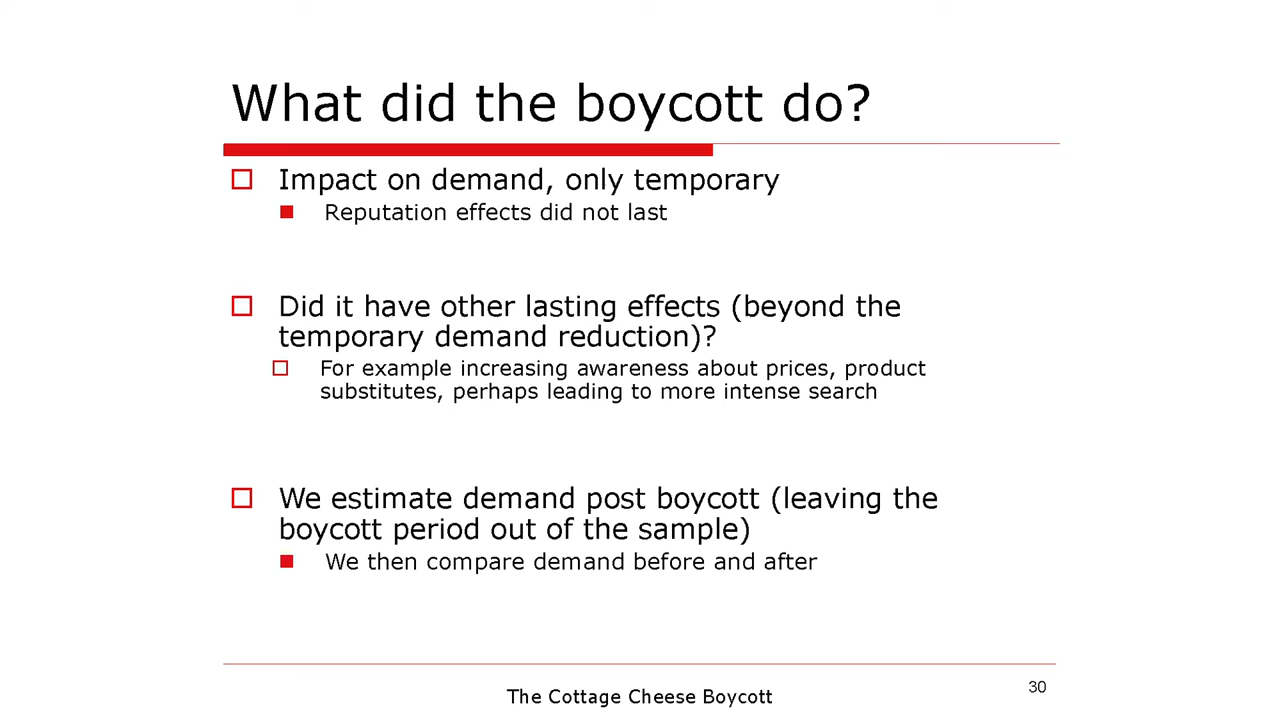 What did the boycott do?
Impact on demand, only temporary
Reputation effects did not last
Did it have other lasting effects (beyond the
temporary demand reduction)?
For example increasing awareness about prices, product
substitutes, perhaps leading to more intense search
We estimate demand post boycott (leaving the
boycott period out of the sample)
We then compare demand before and after
The Cottage Cheese Boycott
30